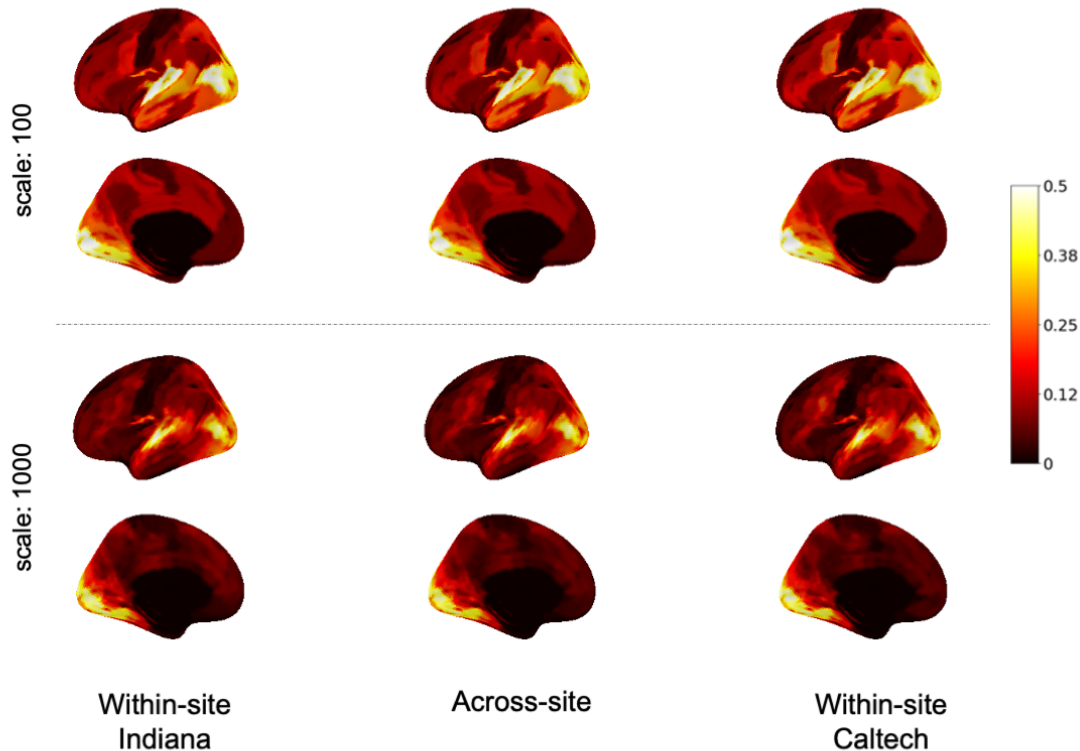 scale: 100
0.5
0.38
0.25
0.12
0
scale: 1000
Within-site
Indiana
Across-site
Within-site
Caltech